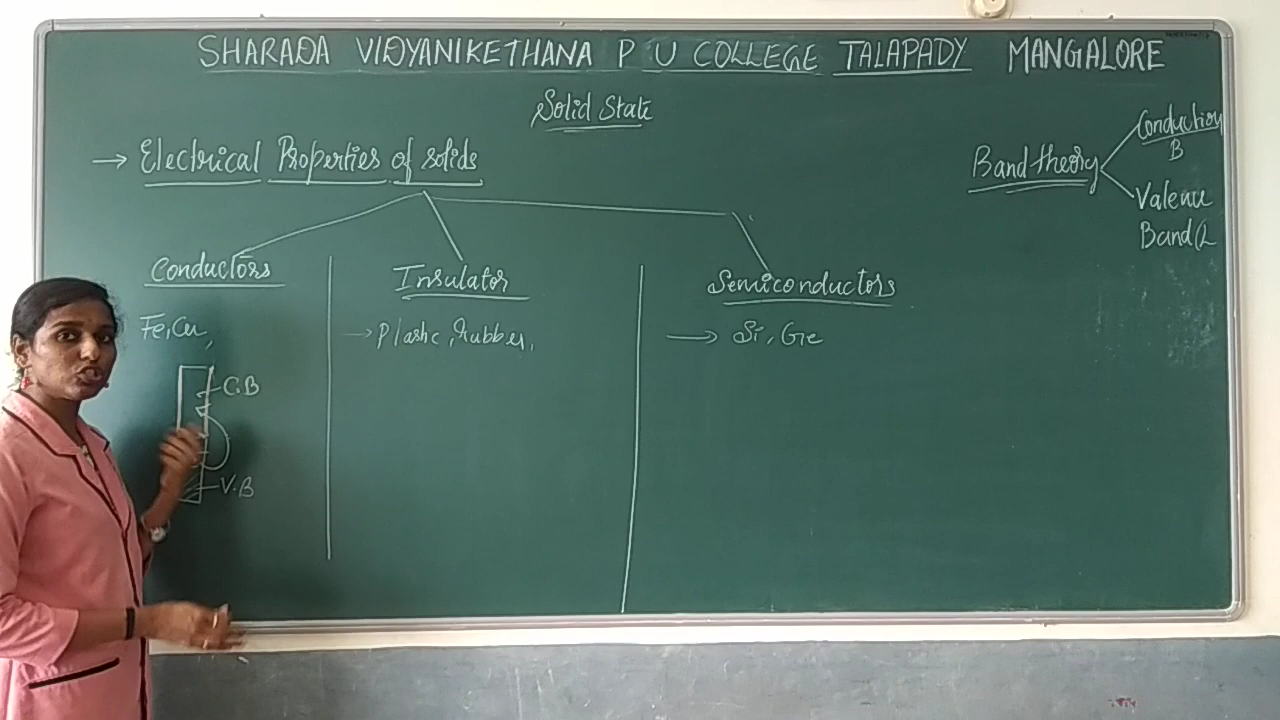 SHARADA VIDYANIKETHANA P U COLLEGE TALAPADY MANGALORE
Solid State
→ Electrical Properties of solids
Band theory
Conduction
B
Valence
Band(
Conductors
Insulator
Semiconductors
Fe, Cu,
→ Plastic, Rubber,
→ Si, Ge
C.B
V.B